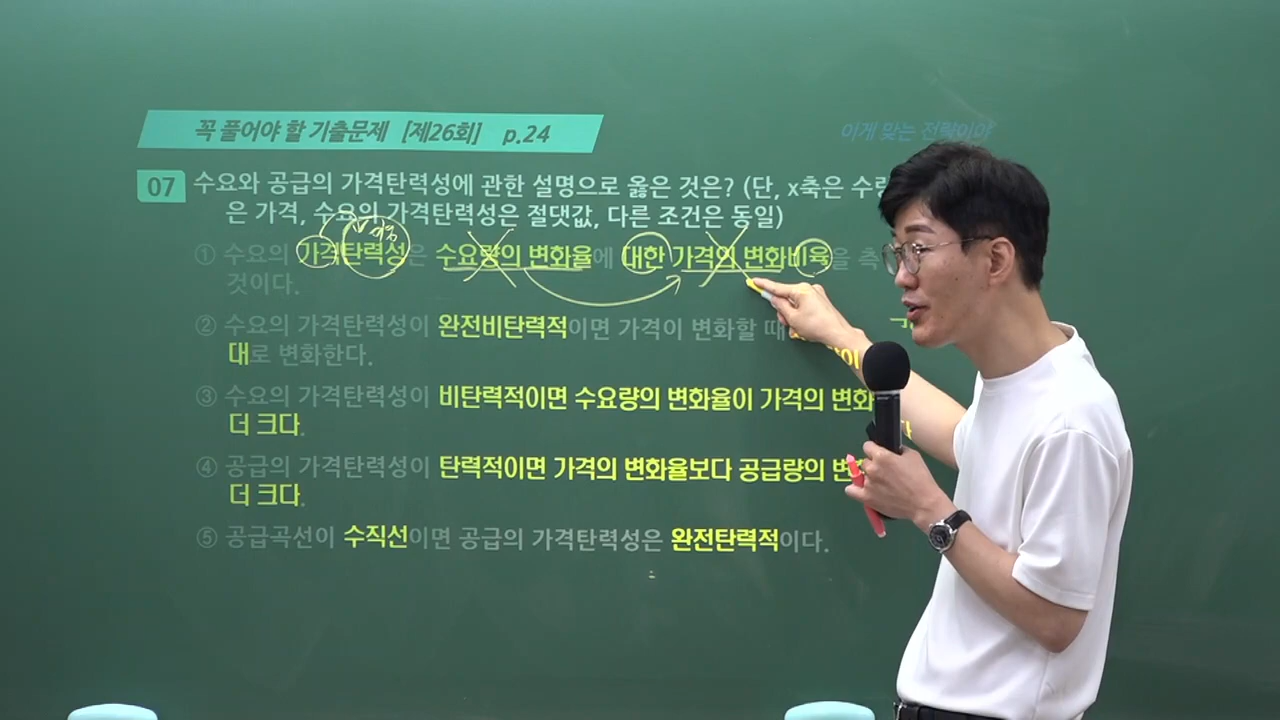 꼭 풀어야 할 기출문제 [제26회] p.24
이게 맞는 전략이야
07 수요와 공급의 가격탄력성에 관한 설명으로 옳은 것은? (단, x축은 수량
은 가격, 수요의 가격탄력성은 절댓값, 다른 조건은 동일)
① 수요의 가격탄력성은 수요량의 변화율에 대한 가격의 변화비율을 측
것이다.
② 수요의 가격탄력성이 완전비탄력적이면 가격이 변화할 때
대로 변화한다.
③ 수요의 가격탄력성이 비탄력적이면 수요량의 변화율이 가격의 변화
더 크다.
④ 공급의 가격탄력성이 탄력적이면 가격의 변화율보다 공급량의 변
더 크다.
⑤ 공급곡선이 수직선이면 공급의 가격탄력성은 완전탄력적이다.